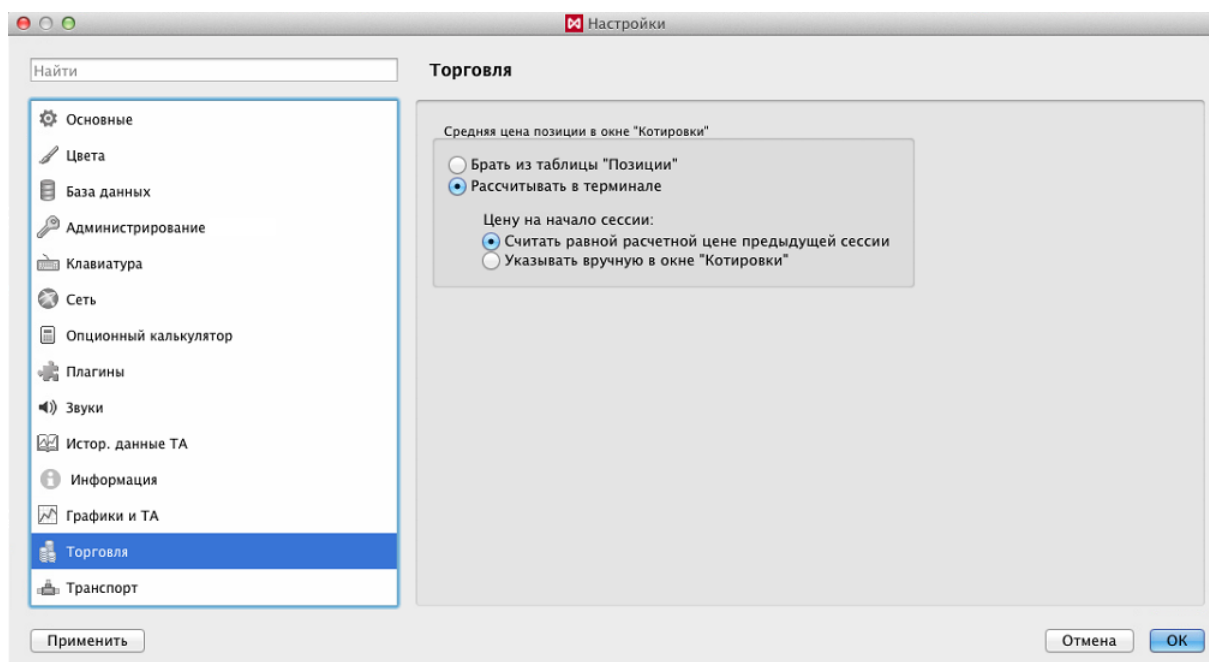 Настройки
Найти
Основные
Цвета
База данных
Администрирование
Клавиатура
Сеть
Опционный калькулятор
Плагины
Звуки
Истор. данные ТА
Информация
Графики и ТА
Торговля
Транспорт
Торговля
Средняя цена позиции в окне "Котировки"
Брать из таблицы "Позиции"
Рассчитывать в терминале
Цену на начало сессии:
Считать равной расчетной цене предыдущей сессии
Указывать вручную в окне "Котировки"
Применить
Отмена
OK